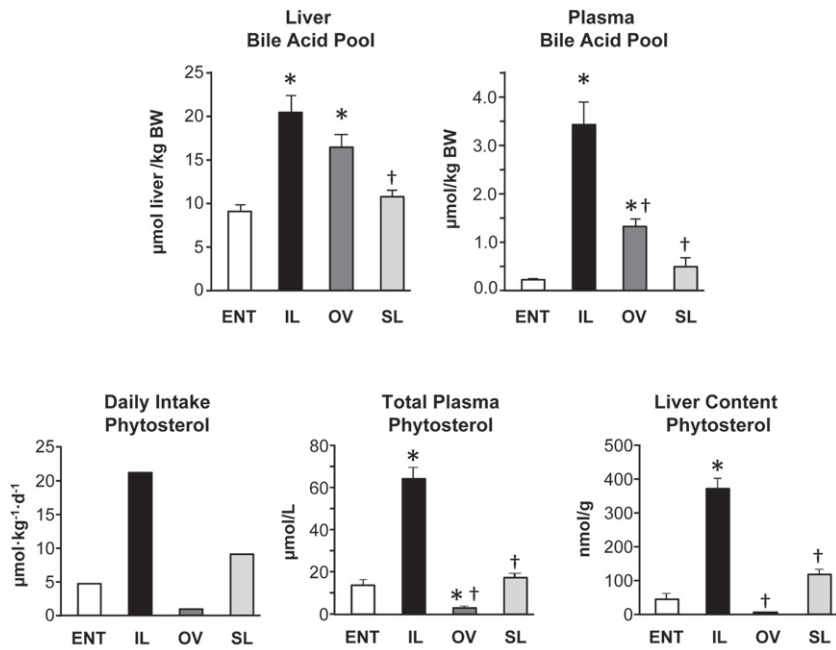 Liver
Bile Acid Pool
µmol liver /kg BW
25
20
15
10
5
0
*
*
†
ENT IL OV SL
Plasma
Bile Acid Pool
µmol/kg BW
4.0
3.0
2.0
1.0
0.0
*
*†
†
ENT IL OV SL
Daily Intake
Phytosterol
µmol·kg⁻¹·d⁻¹
25
20
15
10
5
0
ENT IL OV SL
Total Plasma
Phytosterol
µmol/L
80
60
40
20
0
*
* †
†
ENT IL OV SL
Liver Content
Phytosterol
nmol/g
500
400
300
200
100
0
*
†
†
ENT IL OV SL